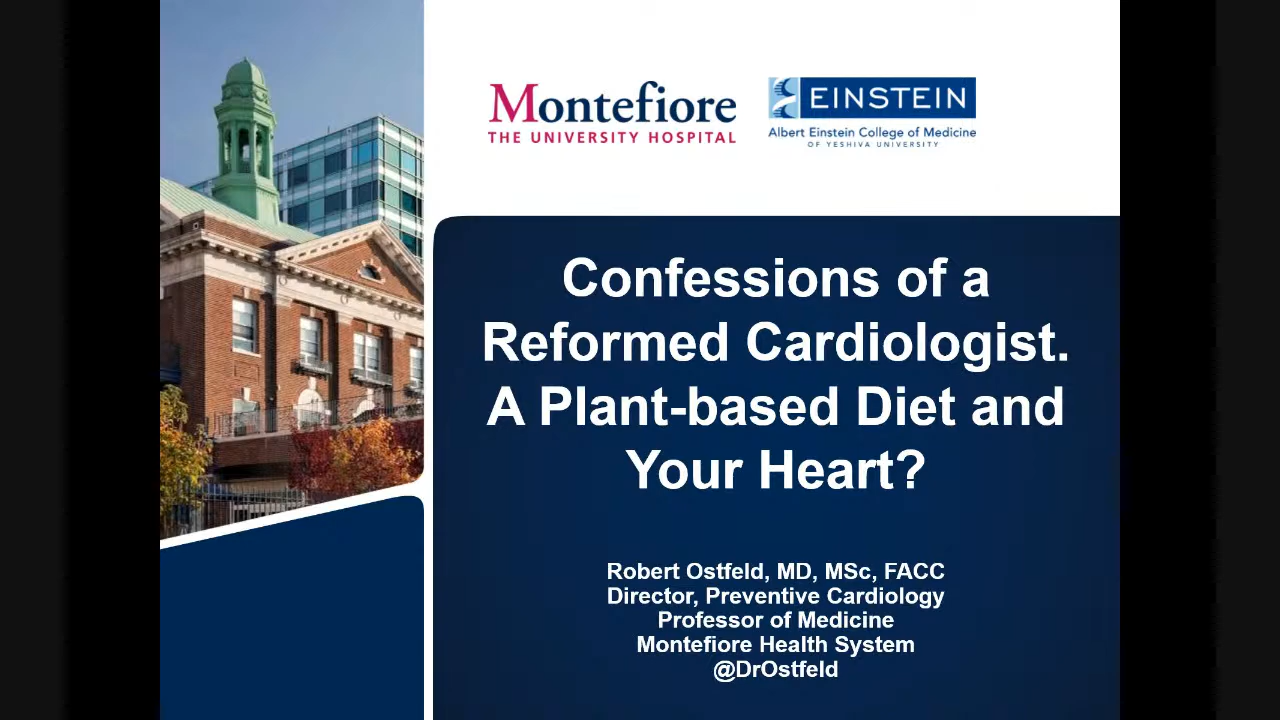 Montefiore
THE UNIVERSITY HOSPITAL
EINSTEIN
Albert Einstein College of Medicine
OF YESHIVA UNIVERSITY
Confessions of a
Reformed Cardiologist.
A Plant-based Diet and
Your Heart?
Robert Ostfeld, MD, MSc, FACC
Director, Preventive Cardiology
Professor of Medicine
Montefiore Health System
@DrOstfeld